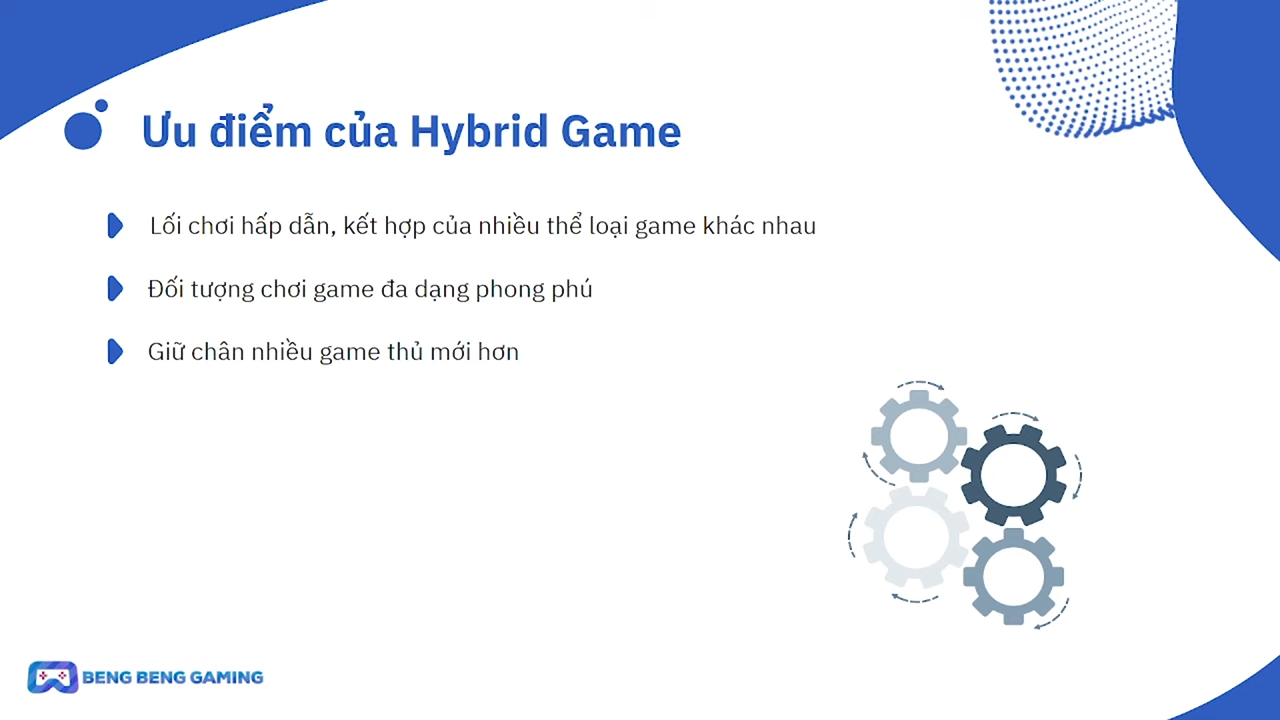 Ưu điểm của Hybrid Game
Lối chơi hấp dẫn, kết hợp của nhiều thể loại game khác nhau
Đối tượng chơi game đa dạng phong phú
Giữ chân nhiều game thủ mới hơn
BENG BENG GAMING